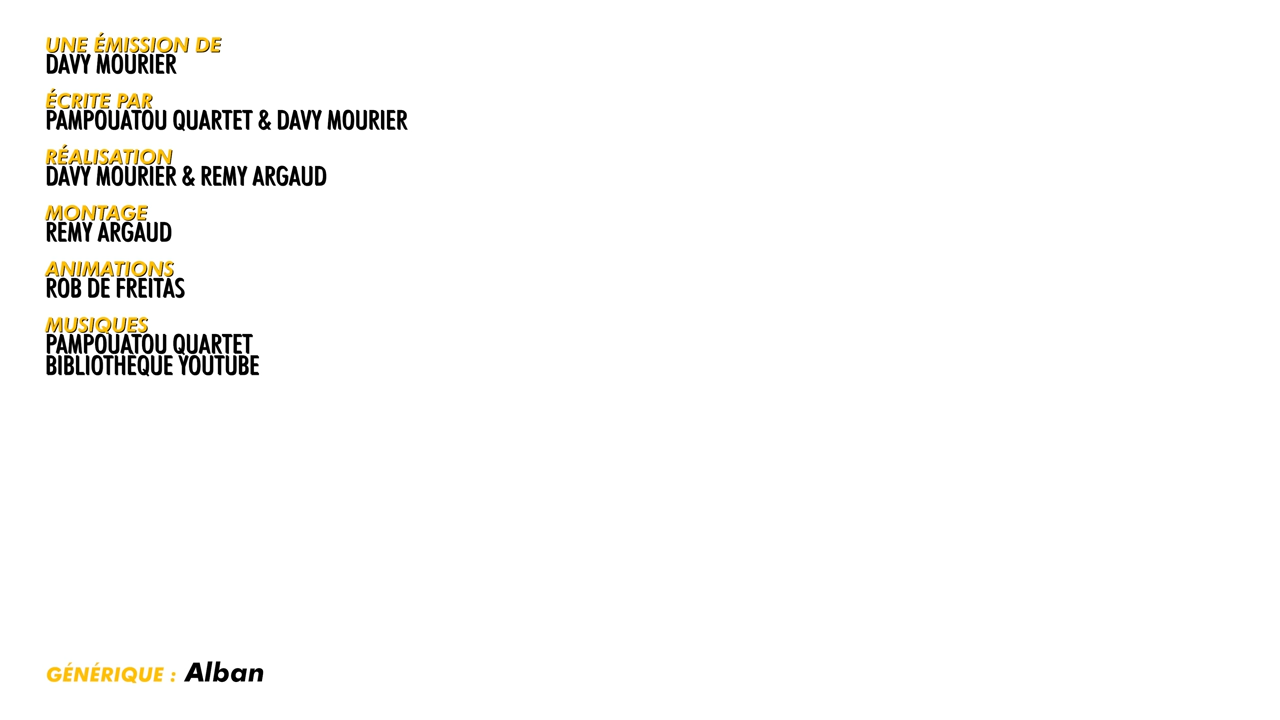 UNE ÉMISSION DE
DAVY MOURIER
ÉCRITE PAR
PAMPOUATOU QUARTET & DAVY MOURIER
RÉALISATION
DAVY MOURIER & REMY ARGAUD
MONTAGE
REMY ARGAUD
ANIMATIONS
ROB DE FREITAS
MUSIQUES
PAMPOUATOU QUARTET
BIBLIOTHÈQUE YOUTUBE
GÉNÉRIQUE : Alban